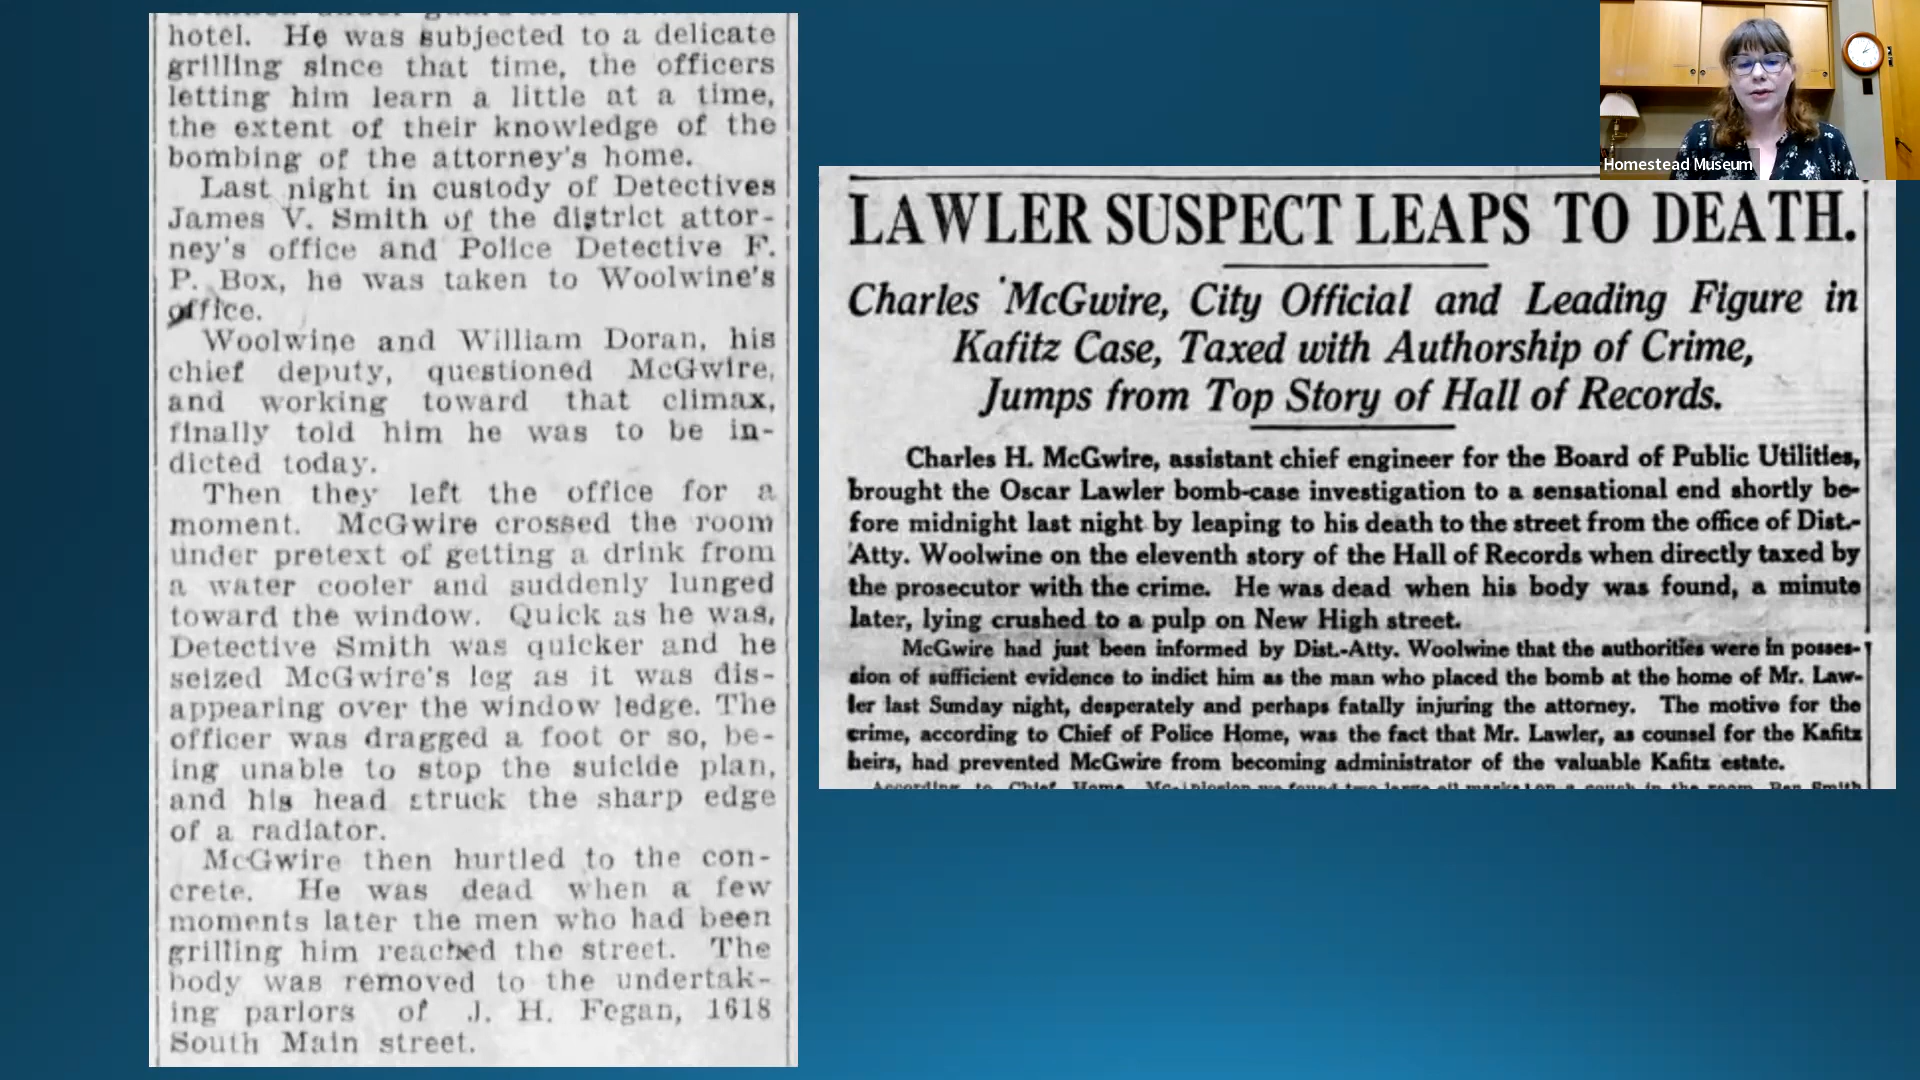 hotel. He was subjected to a delicate
grilling since that time, the officers
letting him learn a little at a time,
the extent of their knowledge of the
bombing of the attorney's home.
Last night in custody of Detectives
James V. Smith of the district attor-
ney's office and Police Detective F.
P. Box, he was taken to Woolwine's
office.
Woolwine and William Doran, his
chief deputy, questioned McGwire,
and working toward that climax,
finally told him he was to be in-
dicted today.
Then they left the office for a
moment. McGwire crossed the room
under pretext of getting a drink from
a water cooler and suddenly lunged
toward the window. Quick as he was,
Detective Smith was quicker and he
seized McGwire's leg as it was dis-
appearing over the window ledge. The
officer was dragged a foot or so, be-
ing unable to stop the suicide plan,
and his head struck the sharp edge
of a radiator.
McGwire then hurtled to the con-
crete. He was dead when a few
moments later the men who had been
grilling him reached the street. The
body was removed to the undertak-
ing parlors of J. H. Fegan, 1618
South Main street.
Homestead Museum
LAWLER SUSPECT LEAPS TO DEATH.
Charles McGwire, City Official and Leading Figure in
Kafitz Case, Taxed with Authorship of Crime,
Jumps from Top Story of Hall of Records.
Charles H. McGwire, assistant chief engineer for the Board of Public Utilities,
brought the Oscar Lawler bomb-case investigation to a sensational end shortly be-
fore midnight last night by leaping to his death to the street from the office of Dist.-
Atty. Woolwine on the eleventh story of the Hall of Records when directly taxed by
the prosecutor with the crime. He was dead when his body was found, a minute
later, lying crushed to a pulp on New High street.
McGwire had just been informed by Dist.-Atty. Woolwine that the authorities were in posses-
sion of sufficient evidence to indict him as the man who placed the bomb at the home of Mr. Law-
ler last Sunday night, desperately and perhaps fatally injuring the attorney. The motive for the
crime, according to Chief of Police Home, was the fact that Mr. Lawler, as counsel for the Kafitz
heirs, had prevented McGwire from becoming administrator of the valuable Kafitz estate.